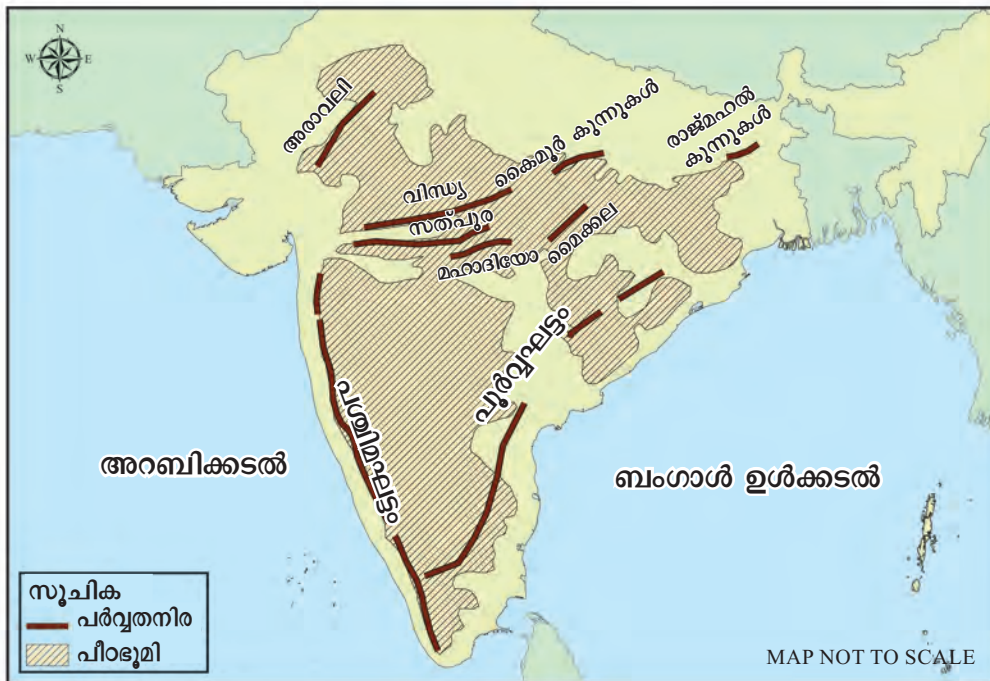 N
W E
S
അരാവലി
വിന്ധ്യ
കൈമൂർ കുന്നുകൾ
രാജ്മഹൽ
കുന്നുകൾ
സത്പുര
മഹാദിയോ
മൈക്കല
പൂർവ്വഘട്ടം
പശ്ചിമഘട്ടം
അറബിക്കടൽ
ബംഗാൾ ഉൾക്കടൽ
സൂചിക
പർവ്വതനിര
പീഠഭൂമി
MAP NOT TO SCALE